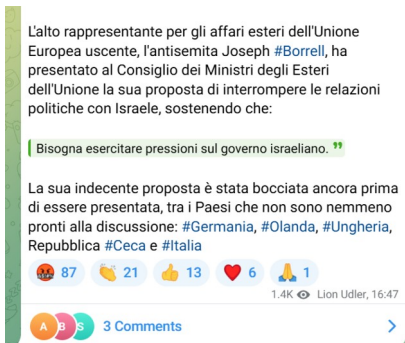 L'alto rappresentante per gli affari esteri dell'Unione
Europea uscente, l'antisemita Joseph #Borrell, ha
presentato al Consiglio dei Ministri degli Esteri
dell'Unione la sua proposta di interrompere le relazioni
politiche con Israele, sostenendo che:
Bisogna esercitare pressioni sul governo israeliano.
La sua indecente proposta è stata bocciata ancora prima
di essere presentata, tra i Paesi che non sono nemmeno
pronti alla discussione: #Germania, #Olanda, #Ungheria,
Repubblica #Ceca e #Italia
87 21 13 6 1
1.4K Lion Udler, 16:47
A B S 3 Comments